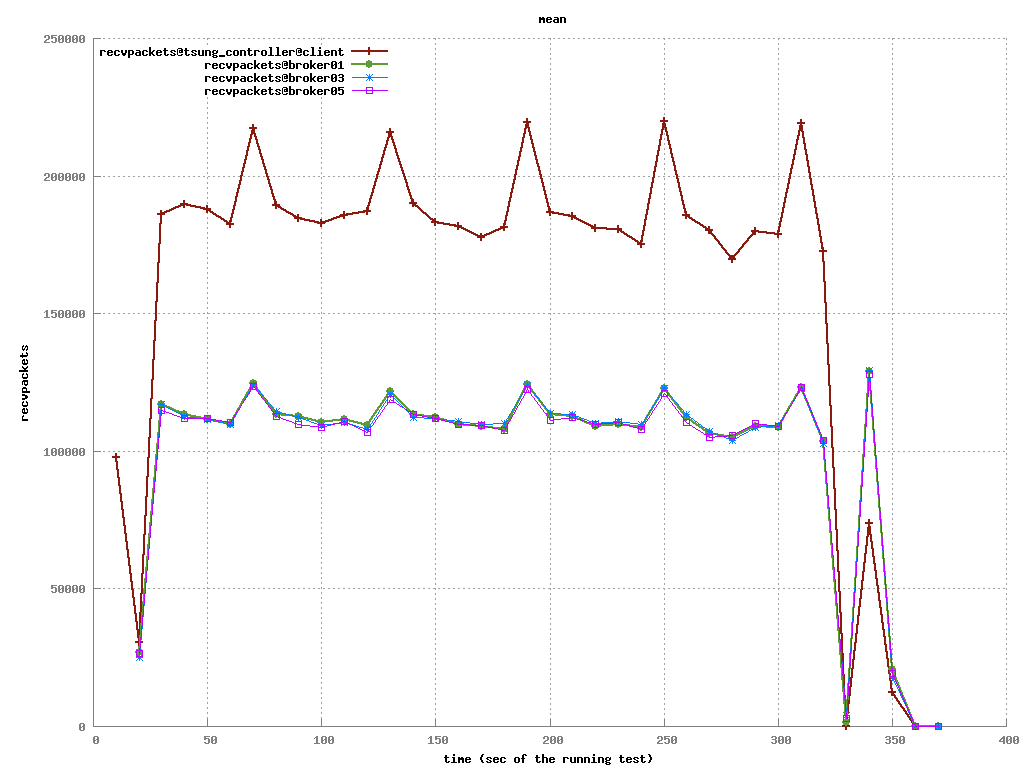 mean
250000
200000
150000
100000
50000
0
recvpackets
recvpackets@tsung_controller@client
recvpackets@broker01
recvpackets@broker03
recvpackets@broker05
0 50 100 150 200 250 300 350 400
time (sec of the running test)